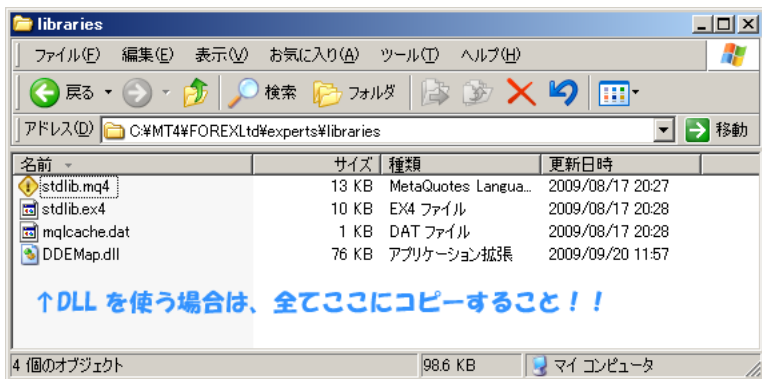 libraries
ファイル(F) 編集(E) 表示(V) お気に入り(A) ツール(T) ヘルプ(H)
戻る 検索 フォルダ
アドレス(D) C:¥MT4¥FOREXLtd¥experts¥libraries 移動
名前 サイズ 種類 更新日時
stdlib.mq4 13 KB MetaQuotes Langua... 2009/08/17 20:27
stdlib.ex4 10 KB EX4 ファイル 2009/08/17 20:28
mqlcache.dat 1 KB DAT ファイル 2009/08/17 20:28
DDEMap.dll 76 KB アプリケーション拡張 2009/09/20 11:57
↑DLL を使う場合は、全てここにコピーすること！！
4 個のオブジェクト 98.6 KB マイ コンピュータ